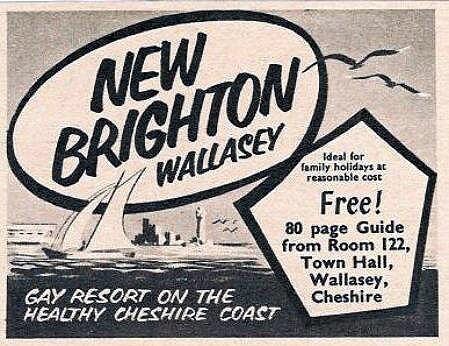 NEW
BRIGHTON
WALLASEY
Ideal for
family holidays at
reasonable cost
Free!
80 page Guide
from Room 122,
Town Hall,
Wallasey,
Cheshire
GAY RESORT ON THE
HEALTHY CHESHIRE COAST